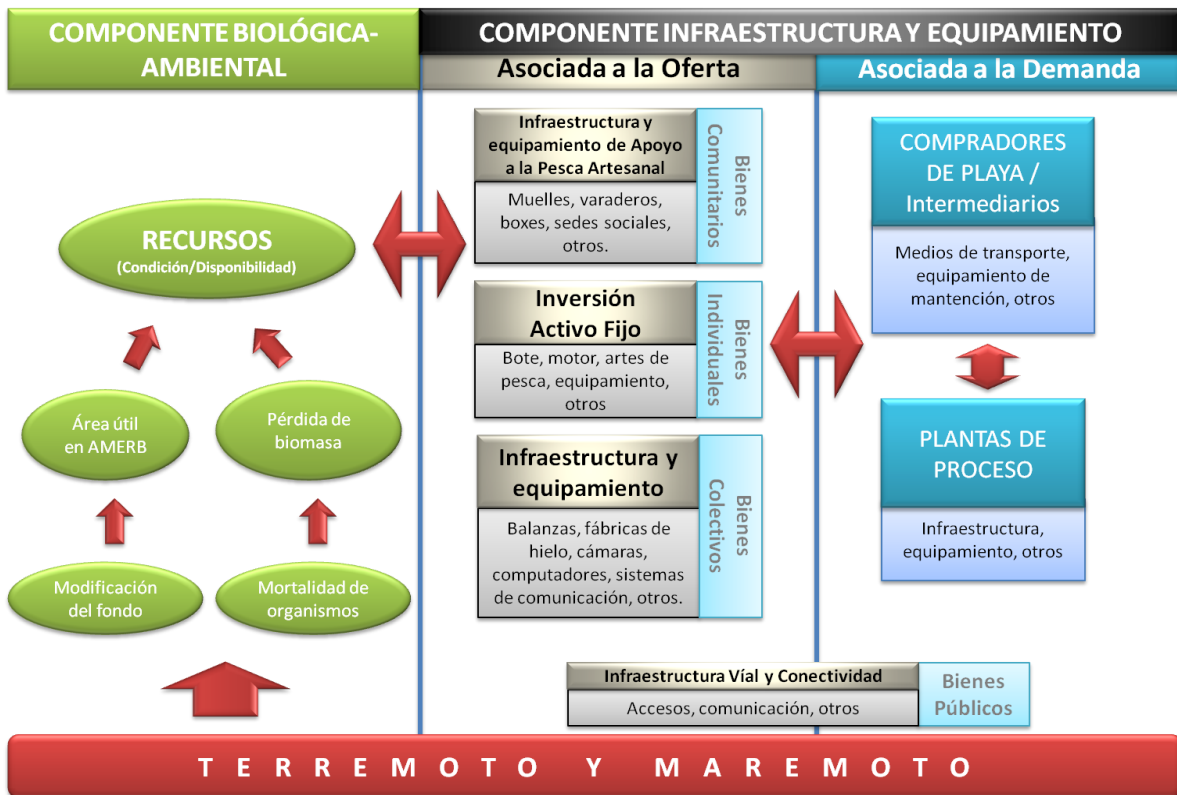 COMPONENTE BIOLÓGICA-
AMBIENTAL
COMPONENTE INFRAESTRUCTURA Y EQUIPAMIENTO
Asociada a la Oferta
Asociada a la Demanda
RECURSOS
(Condición/Disponibilidad)
Área útil
en AMERB
Pérdida de
biomasa
Modificación
del fondo
Mortalidad de
organismos
Infraestructura y
equipamiento de Apoyo
a la Pesca Artesanal
Muelles, varaderos,
boxes, sedes sociales,
otros.
Bienes
Comunitarios
Inversión
Activo Fijo
Bote, motor, artes de
pesca, equipamiento,
otros
Bienes
Individuales
Infraestructura y
equipamiento
Balanzas, fábricas de
hielo, cámaras,
computadores, sistemas
de comunicación, otros.
Bienes
Colectivos
COMPRADORES
DE PLAYA /
Intermediarios
Medios de transporte,
equipamiento de
mantención, otros
PLANTAS DE
PROCESO
Infraestructura,
equipamiento, otros
Infraestructura Víal y Conectividad
Accesos, comunicación, otros
Bienes
Públicos
TERREMOTO Y MAREMOTO